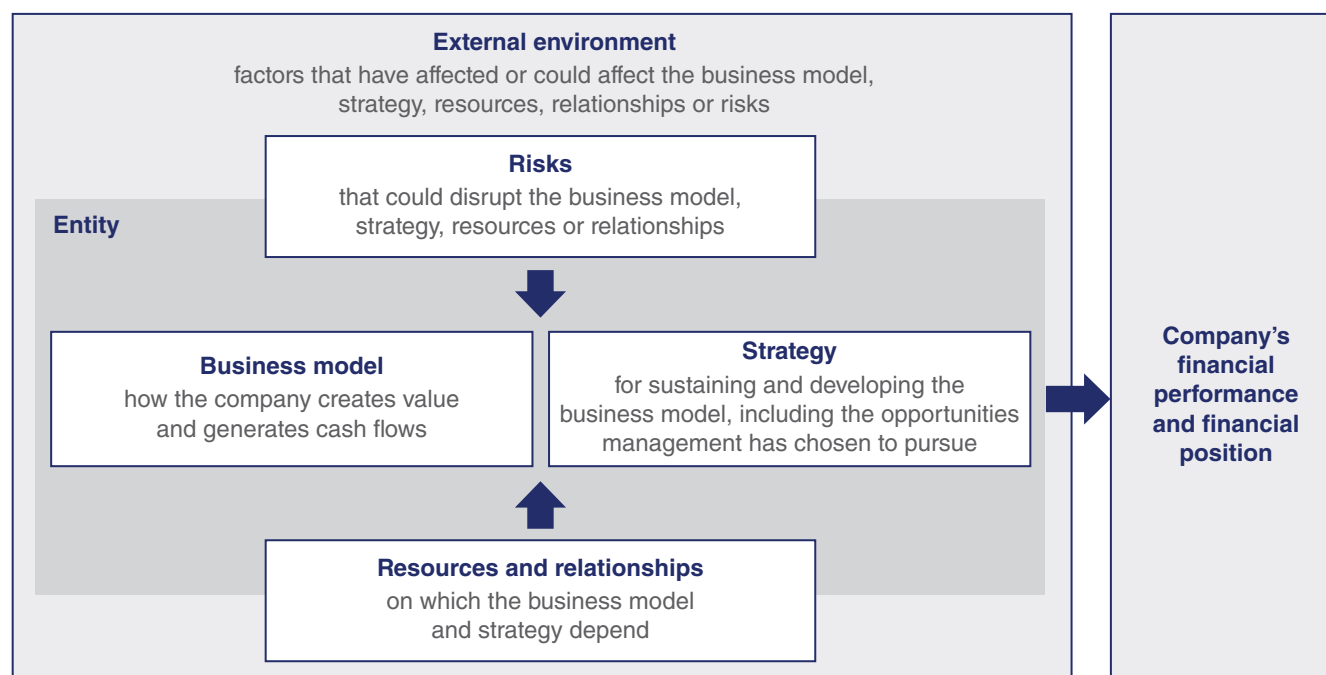 External environment
factors that have affected or could affect the business model,
strategy, resources, relationships or risks
Risks
that could disrupt the business model,
strategy, resources or relationships
Entity
Business model
how the company creates value
and generates cash flows
Strategy
for sustaining and developing the
business model, including the opportunities
management has chosen to pursue
Resources and relationships
on which the business model
and strategy depend
Company’s
financial
performance
and financial
position